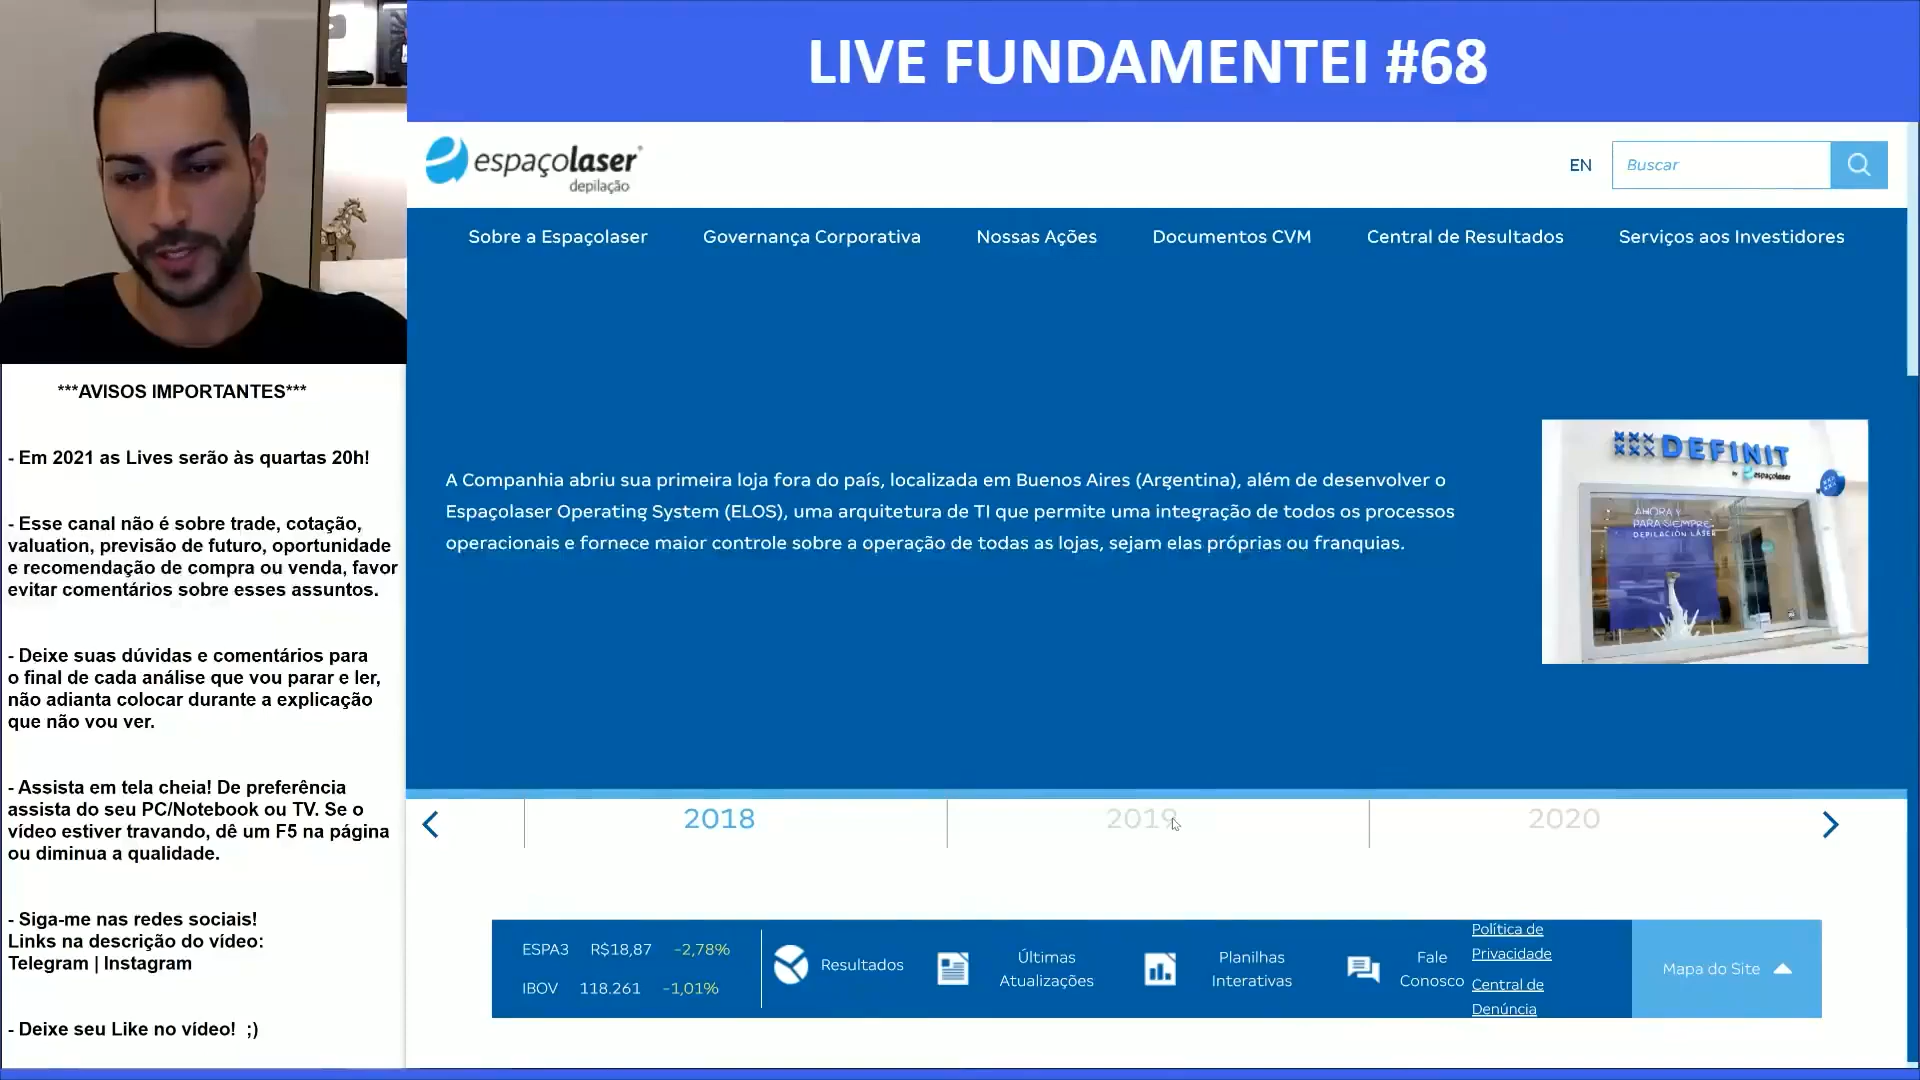 LIVE FUNDAMENTEI #68
espaçolaser
depilação
EN
Buscar
Sobre a Espaçolaser
Governança Corporativa
Nossas Ações
Documentos CVM
Central de Resultados
Serviços aos Investidores
A Companhia abriu sua primeira loja fora do país, localizada em Buenos Aires (Argentina), além de desenvolver o
Espaçolaser Operating System (ELOS), uma arquitetura de TI que permite uma integração de todos os processos
operacionais e fornece maior controle sobre a operação de todas as lojas, sejam elas próprias ou franquias.
DEFINIT
by espaçolaser
AHORA Y
PARA SIEMPRE.
DEPILACIÓN LÁSER
2018
2019
2020
ESPA3 R$18,87 -2,78%
IBOV 118.261 -1,01%
Resultados
Últimas
Atualizações
Planilhas
Interativas
Fale
Conosco
Política de
Privacidade
Central de
Denúncia
Mapa do Site
***AVISOS IMPORTANTES***
- Em 2021 as Lives serão às quartas 20h!
- Esse canal não é sobre trade, cotação,
valuation, previsão de futuro, oportunidade
e recomendação de compra ou venda, favor
evitar comentários sobre esses assuntos.
- Deixe suas dúvidas e comentários para
o final de cada análise que vou parar e ler,
não adianta colocar durante a explicação
que não vou ver.
- Assista em tela cheia! De preferência
assista do seu PC/Notebook ou TV. Se o
vídeo estiver travando, dê um F5 na página
ou diminua a qualidade.
- Siga-me nas redes sociais!
Links na descrição do vídeo:
Telegram | Instagram
- Deixe seu Like no vídeo!  ;)